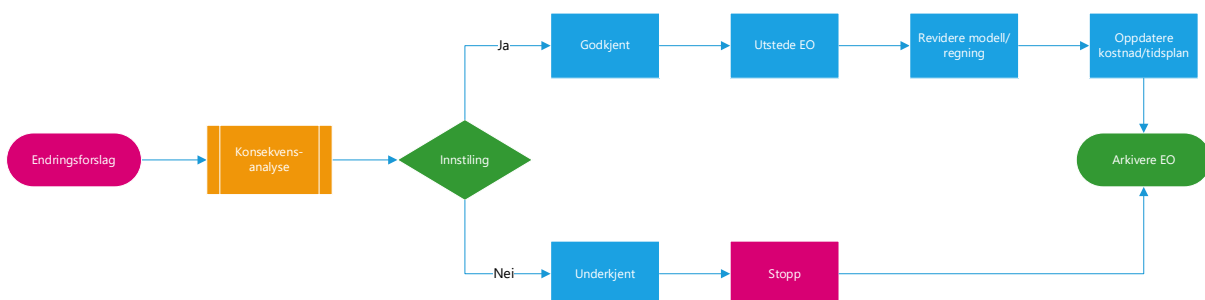 Endringsforslag
Konsekvens-
analyse
Innstiling
Ja
Godkjent
Utstede EO
Revidere modell/
regning
Oppdatere
kostnad/tidsplan
Arkivere EO
Nei
Underkjent
Stopp